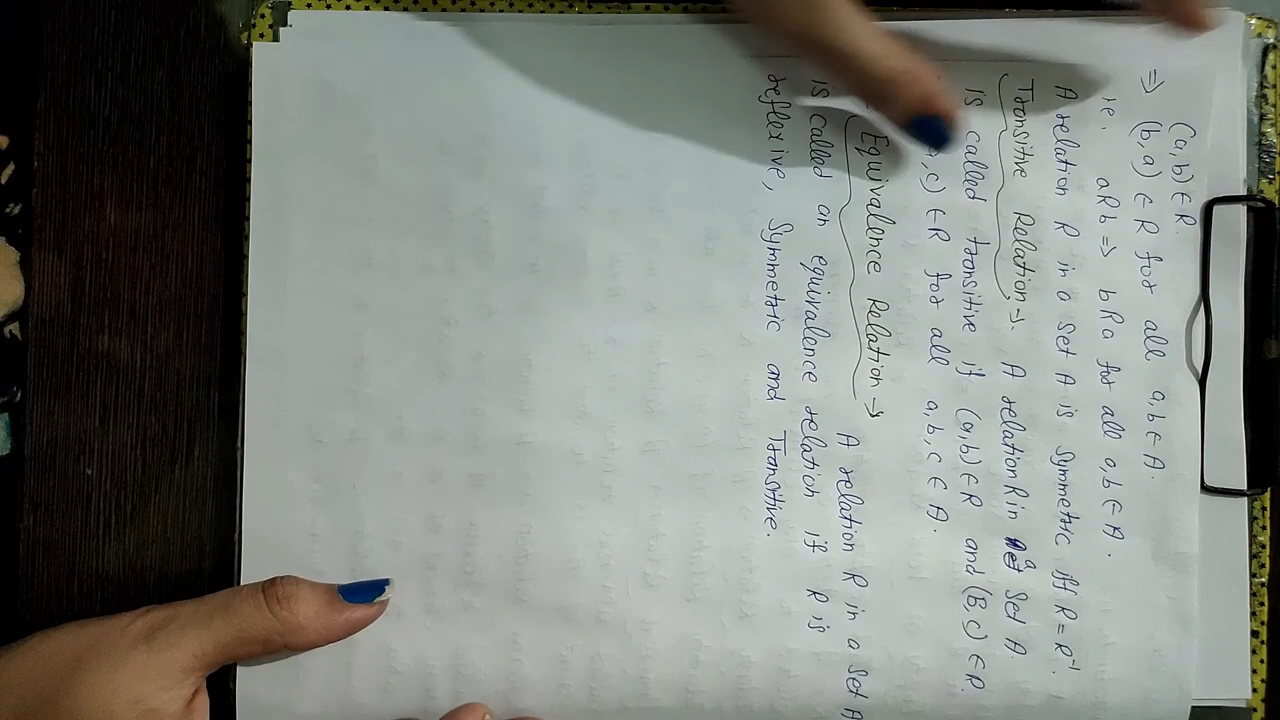 (a,b) ∈ R.
⇒ (b,a) ∈ R for all a,b ∈ A.
ie. aRb ⇒ bRa for all a,b ∈ A.
A relation R in a set A is symmetric iff R = R⁻¹.
Transitive Relation → A relation R in a set A
is called transitive if (a,b) ∈ R and (b,c) ∈ R
,c) ∈ R for all a,b,c ∈ A.
Equivalence Relation → A relation R in a set A
is called an equivalence relation if R is
reflexive, symmetric and Transitive.